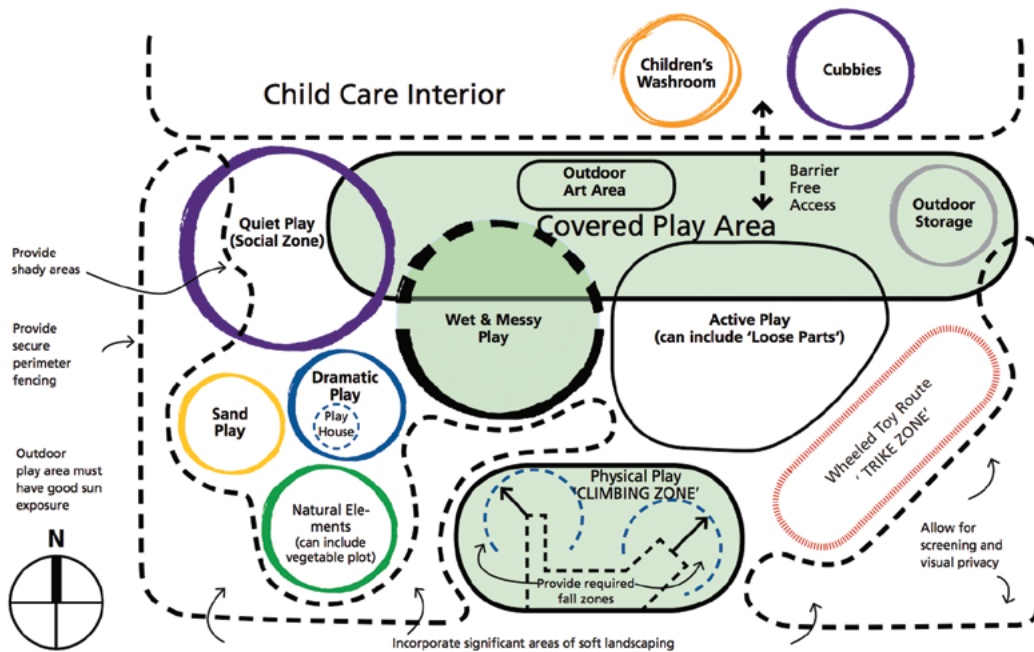 Children's
Washroom
Cubbies
Child Care Interior
Outdoor
Art Area
Barrier
Free
Access
Quiet Play
(Social Zone)
Covered Play Area
Outdoor
Storage
Provide
shady areas
Provide
secure
perimeter
fencing
Wet & Messy
Play
Active Play
(can include 'Loose Parts')
Dramatic
Play
Play
House
Sand
Play
Wheeled Toy Route
'TRIKE ZONE'
Outdoor
play area must
have good sun
exposure
Physical Play
'CLIMBING ZONE'
Natural Ele-
ments
(can include
vegetable plot)
N
Allow for
screening and
visual privacy
Provide required
fall zones
Incorporate significant areas of soft landscaping